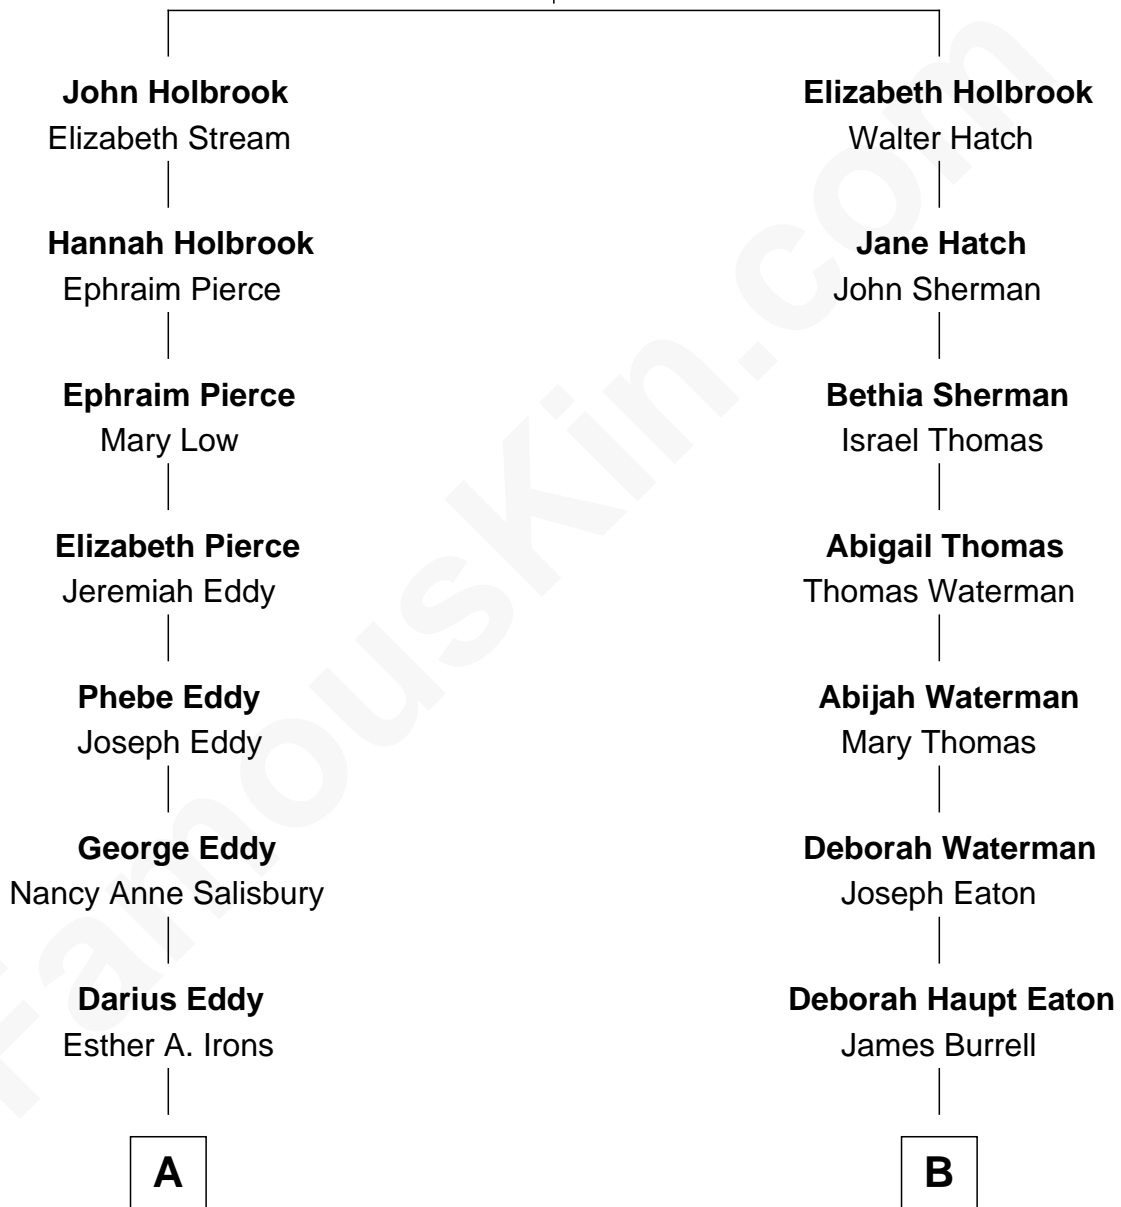 John Holbrook
Elizabeth Stream
Hannah Holbrook
Ephraim Pierce
Ephraim Pierce
Mary Low
Elizabeth Pierce
Jeremiah Eddy
Phebe Eddy
Joseph Eddy
George Eddy
Nancy Anne Salisbury
Darius Eddy
Esther A. Irons
A
Elizabeth Holbrook
Walter Hatch
Jane Hatch
John Sherman
Bethia Sherman
Israel Thomas
Abigail Thomas
Thomas Waterman
Abijah Waterman
Mary Thomas
Deborah Waterman
Joseph Eaton
Deborah Haupt Eaton
James Burrell
B
FamousKin.com